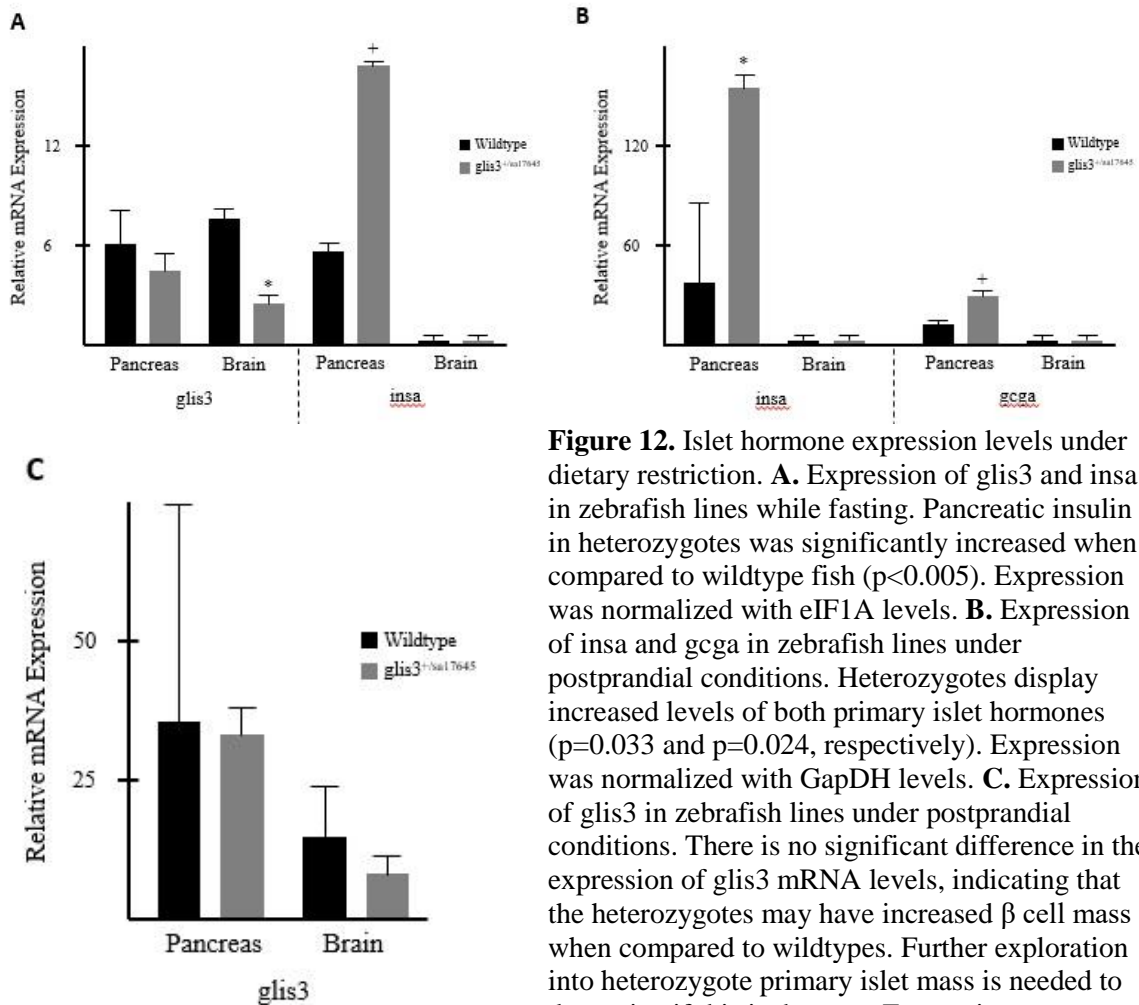 A
Relative mRNA Expression
12
6
+
*
Wildtype
glis3+/sa17645
Pancreas Brain Pancreas Brain
glis3 insa
B
Relative mRNA Expression
120
60
*
+
Wildtype
glis3+/sa17645
Pancreas Brain Pancreas Brain
insa gcga
C
Relative mRNA Expression
50
25
Wildtype
glis3+/sa17645
Pancreas Brain
glis3
Figure 12. Islet hormone expression levels under
dietary restriction. A. Expression of glis3 and insa
in zebrafish lines while fasting. Pancreatic insulin
in heterozygotes was significantly increased when
compared to wildtype fish (p<0.005). Expression
was normalized with eIF1A levels. B. Expression
of insa and gcga in zebrafish lines under
postprandial conditions. Heterozygotes display
increased levels of both primary islet hormones
(p=0.033 and p=0.024, respectively). Expression
was normalized with GapDH levels. C. Expression
of glis3 in zebrafish lines under postprandial
conditions. There is no significant difference in the
expression of glis3 mRNA levels, indicating that
the heterozygotes may have increased β cell mass
when compared to wildtypes. Further exploration
into heterozygote primary islet mass is needed to